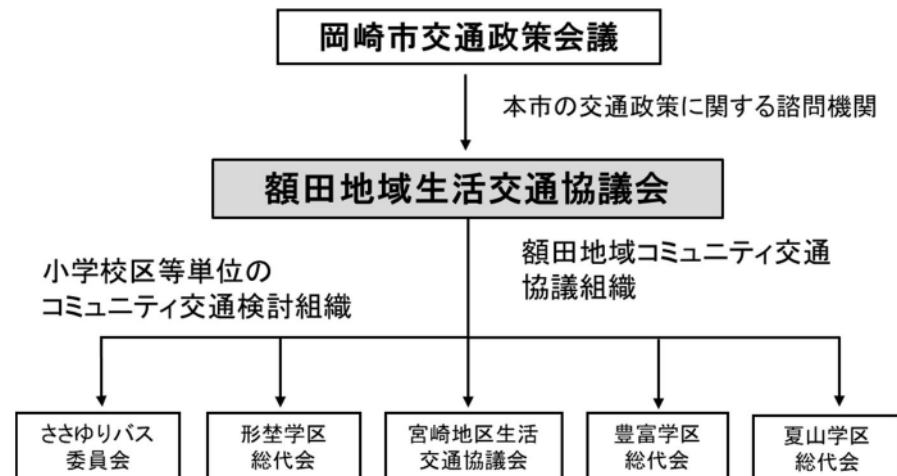 岡崎市交通政策会議
本市の交通政策に関する諮問機関
額田地域生活交通協議会
額田地域コミュニティ交通
協議組織
小学校区等単位の
コミュニティ交通検討組織
ささゆりバス
委員会
形埜学区
総代会
宮崎地区生活
交通協議会
豊富学区
総代会
夏山学区
総代会